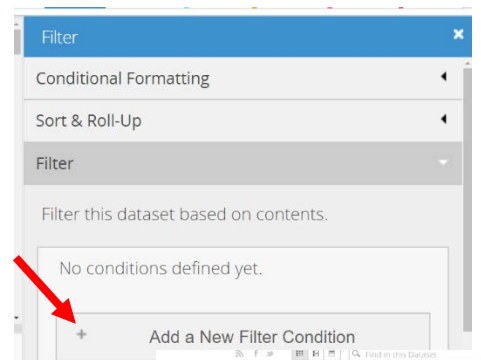 Filter
Conditional Formatting
Sort & Roll-Up
Filter
Filter this dataset based on contents.
No conditions defined yet.
+ Add a New Filter Condition
Find in this Dataset